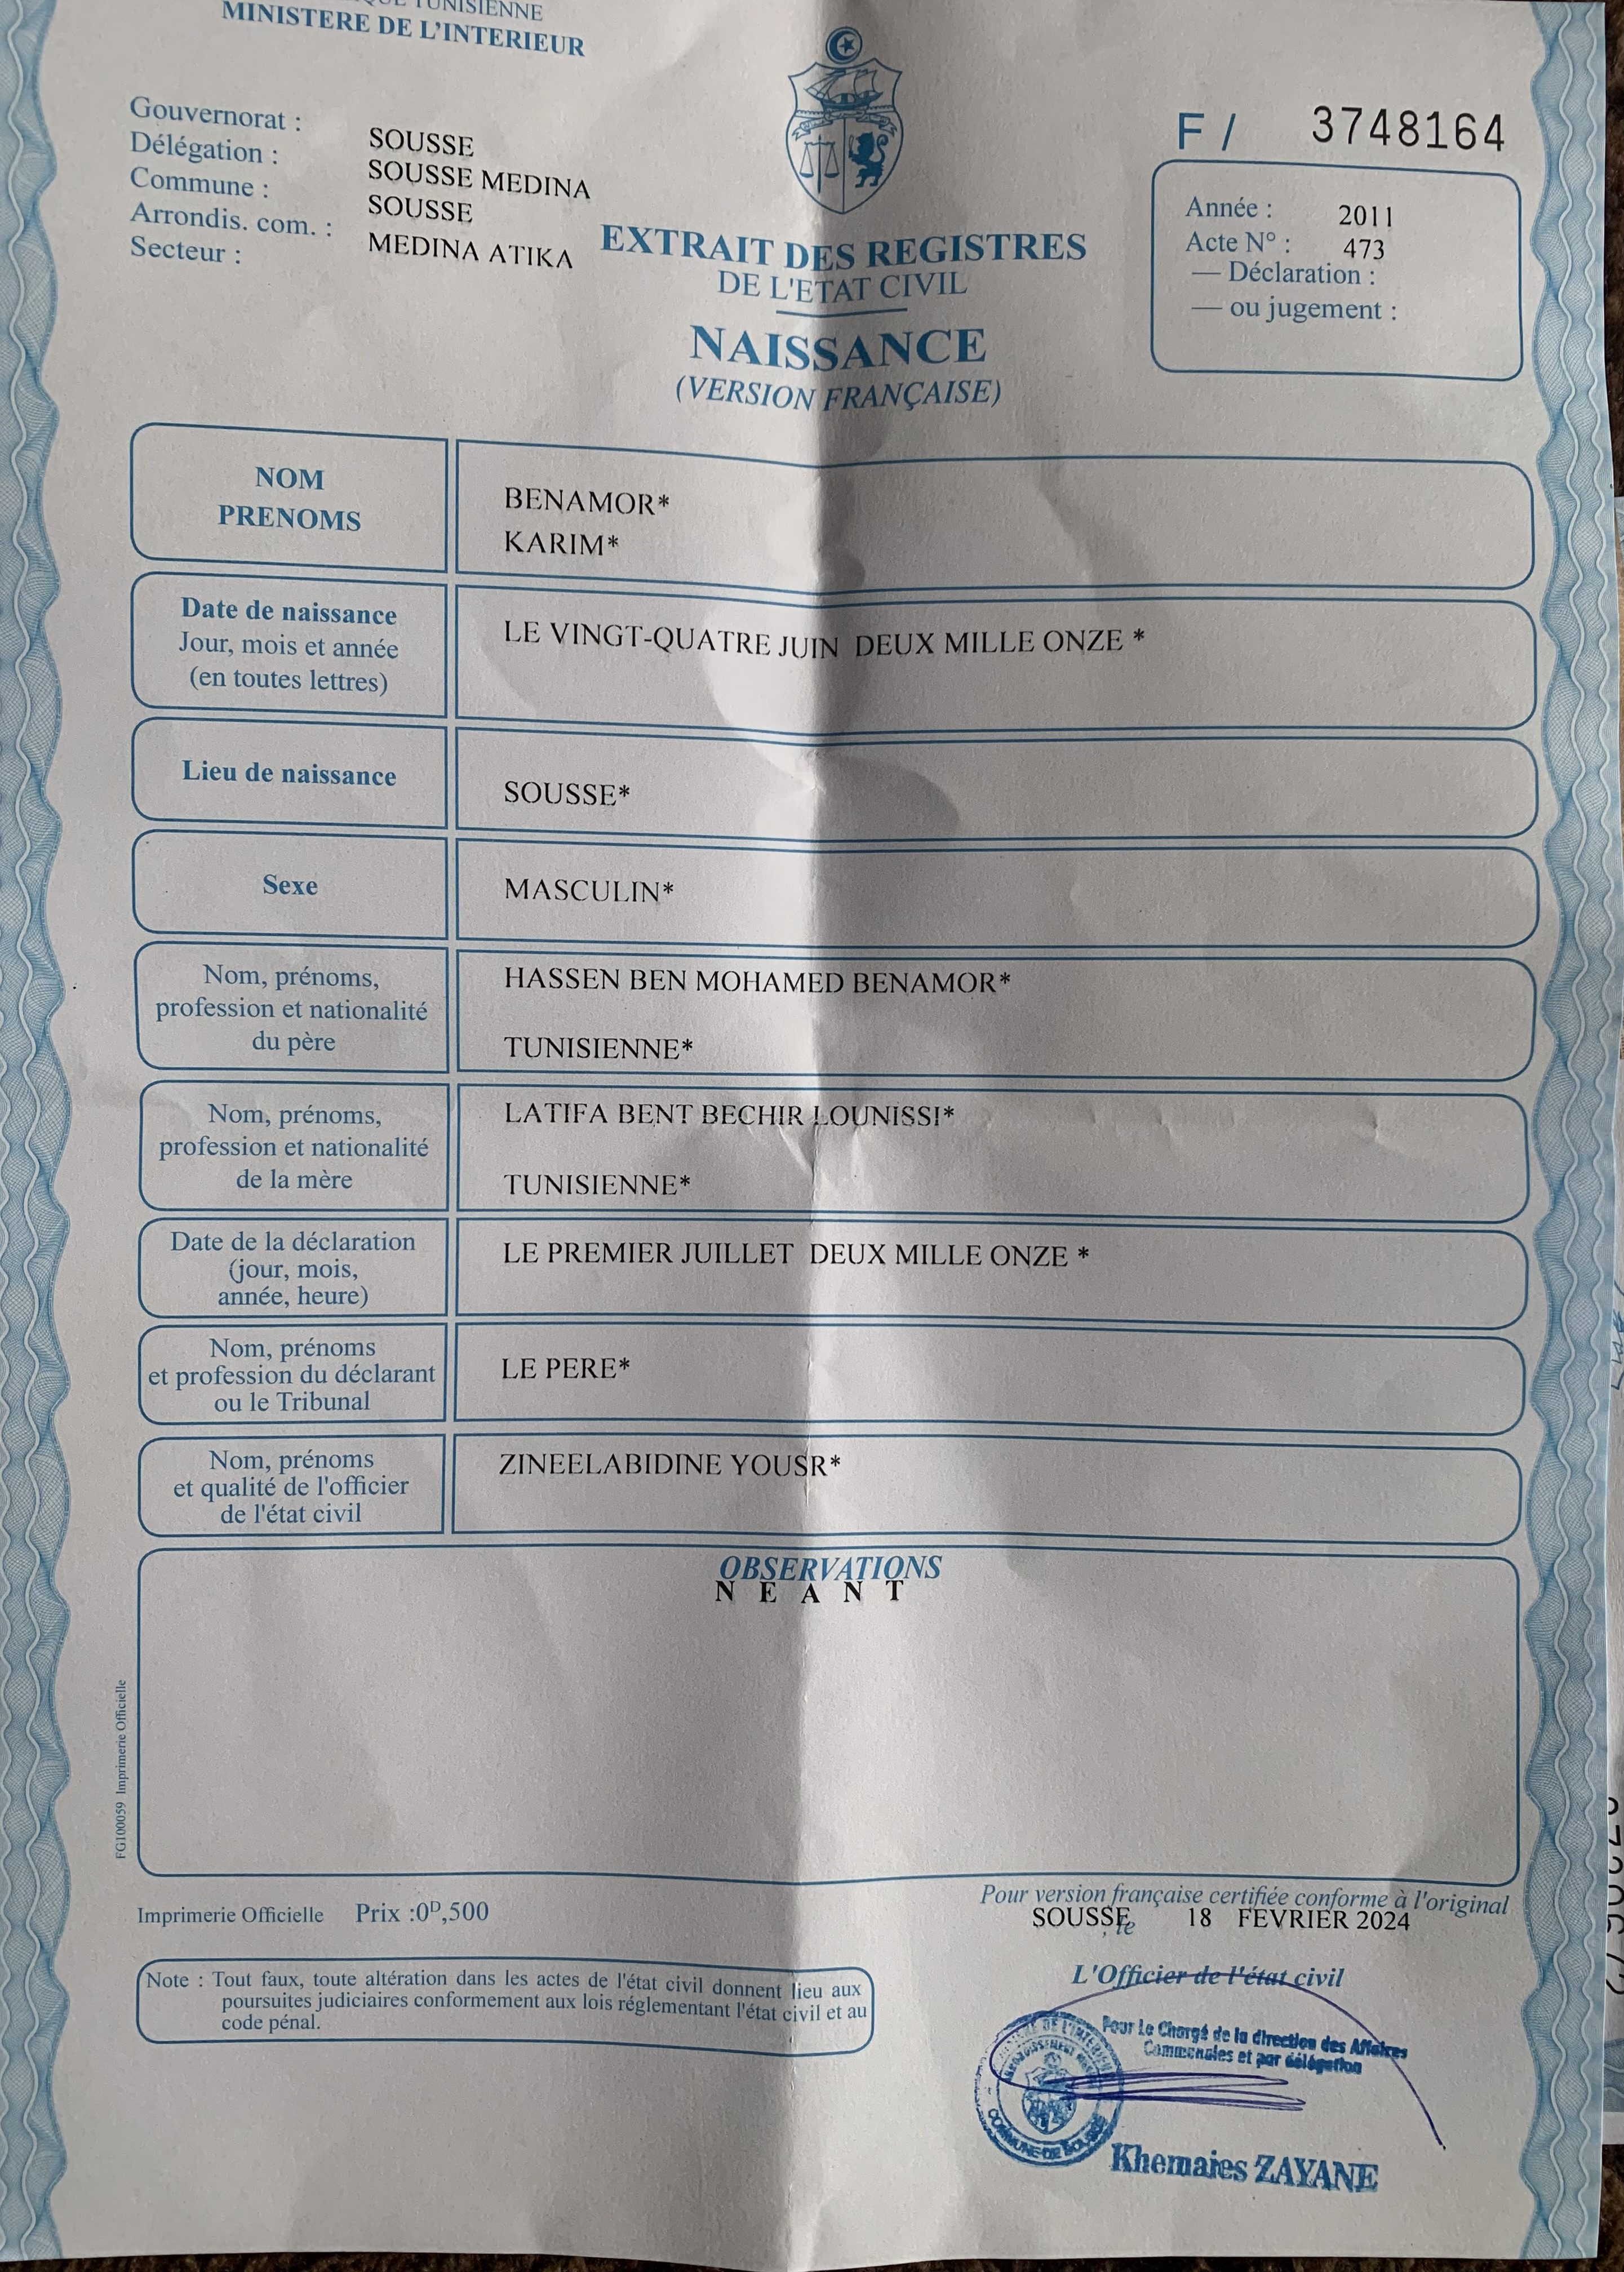 TUNISIENNE
MINISTERE DE L'INTERIEUR
Gouvernorat : SOUSSE
Délégation : SOUSSE MEDINA
Commune : SOUSSE
Arrondis. com. : MEDINA ATIKA
Secteur :
F / 3748164
Année : 2011
Acte N° : 473
— Déclaration :
— ou jugement :
EXTRAIT DES REGISTRES
DE L'ETAT CIVIL
NAISSANCE
(VERSION FRANÇAISE)
NOM
PRENOMS
BENAMOR*
KARIM*
Date de naissance
Jour, mois et année
(en toutes lettres)
LE VINGT-QUATRE JUIN DEUX MILLE ONZE *
Lieu de naissance
SOUSSE*
Sexe
MASCULIN*
Nom, prénoms,
profession et nationalité
du père
HASSEN BEN MOHAMED BENAMOR*
TUNISIENNE*
Nom, prénoms,
profession et nationalité
de la mère
LATIFA BENT BECHIR LOUNISSI*
TUNISIENNE*
Date de la déclaration
(jour, mois,
année, heure)
LE PREMIER JUILLET DEUX MILLE ONZE *
Nom, prénoms
et profession du déclarant
ou le Tribunal
LE PERE*
Nom, prénoms
et qualité de l'officier
de l'état civil
ZINEELABIDINE YOUSR*
OBSERVATIONS
N E A N T
FG100059 Imprimerie Officielle
Imprimerie Officielle Prix :0ᴰ,500
Pour version française certifiée conforme à l'original
SOUSSE, le 18 FEVRIER 2024
Note : Tout faux, toute altération dans les actes de l'état civil donnent lieu aux
poursuites judiciaires conformement aux lois réglementant l'état civil et au
code pénal.
L'Officier de l'état civil
Pour Le Chargé de la direction des Affaires
Communales et par délégation
COMMUNE DE SOUSSE
Khemaies ZAYANE